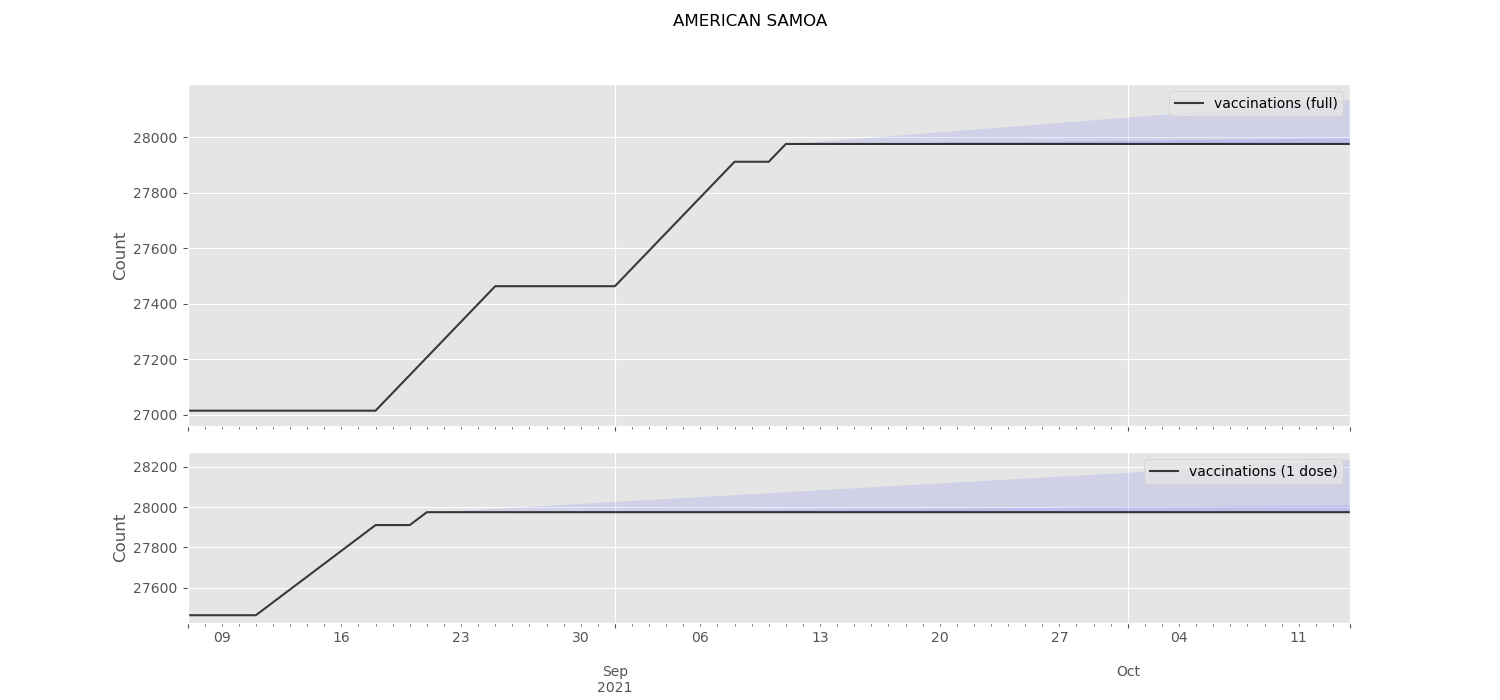 AMERICAN SAMOA
vaccinations (full)
28000
27800
27600
27400
27200
27000
Count
vaccinations (1 dose)
28200
28000
27800
27600
Count
09 16 23 30 06 13 20 27 04 11
Sep Oct
2021